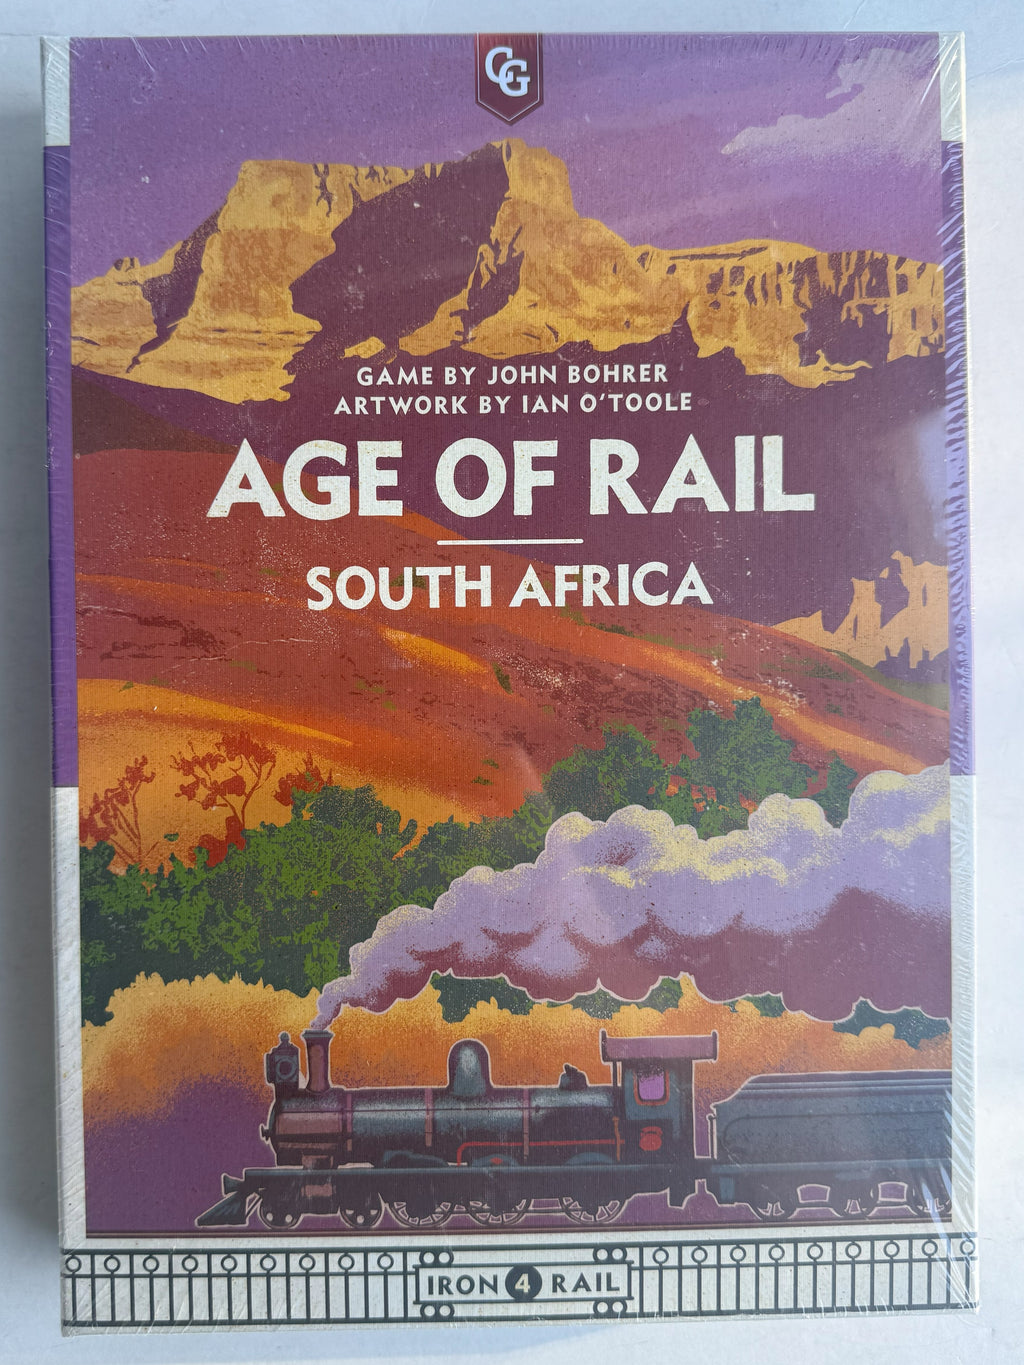 CG
GAME BY JOHN BOHRER
ARTWORK BY IAN O'TOOLE
AGE OF RAIL
SOUTH AFRICA
IRON 4 RAIL